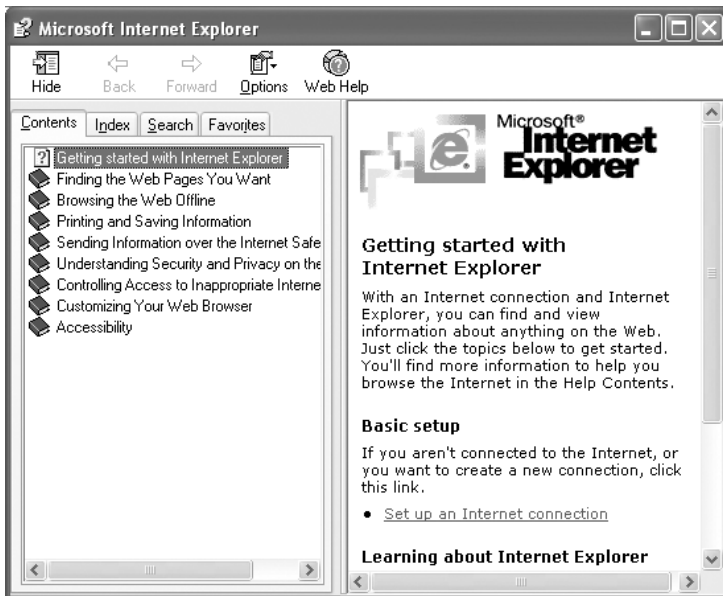 Microsoft Internet Explorer
Hide Back Forward Options Web Help
Contents Index Search Favorites
Getting started with Internet Explorer
Finding the Web Pages You Want
Browsing the Web Offline
Printing and Saving Information
Sending Information over the Internet Safe
Understanding Security and Privacy on the
Controlling Access to Inappropriate Interne
Customizing Your Web Browser
Accessibility
Microsoft®
Internet
Explorer
Getting started with
Internet Explorer
With an Internet connection and Internet
Explorer, you can find and view
information about anything on the Web.
Just click the topics below to get started.
You'll find more information to help you
browse the Internet in the Help Contents.
Basic setup
If you aren't connected to the Internet, or
you want to create a new connection, click
this link.
• Set up an Internet connection
Learning about Internet Explorer